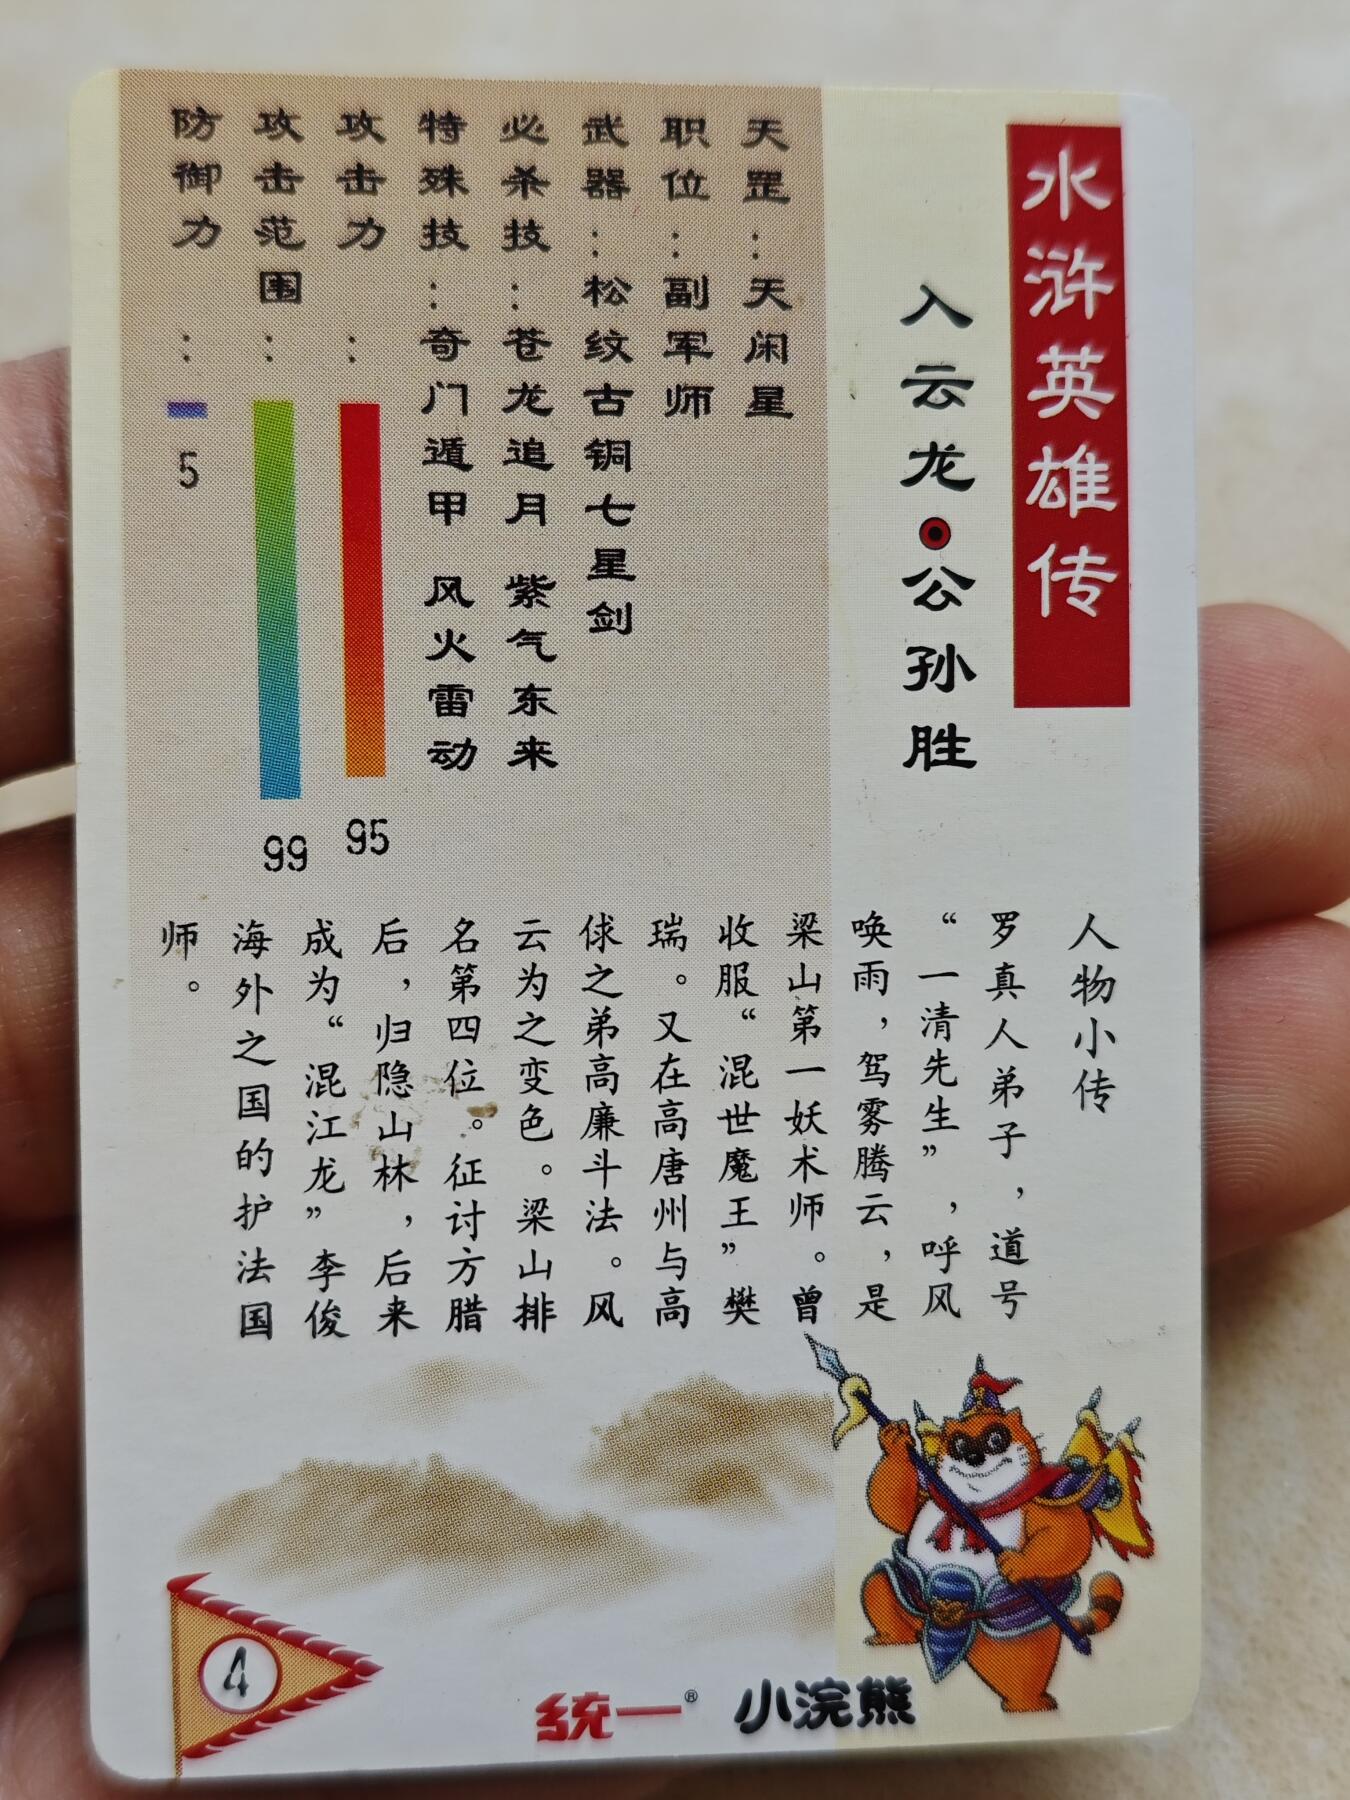 水浒英雄传
入云龙·公孙胜
天罡：天闲星
职位：副军师
武器：松纹古铜七星剑
必杀技：苍龙追月 紫气东来
特殊技：奇门遁甲 风火雷动
攻击力：95
攻击范围：99
防御力：5
人物小传
罗真人弟子，道号
“一清先生”，呼风
唤雨，驾雾腾云，是
梁山第一妖术师。曾
收服“混世魔王”樊
瑞。又在高唐州与高
俅之弟高廉斗法。风
云为之变色。梁山排
名第四位。征讨方腊
后，归隐山林，后来
成为“混江龙”李俊
海外之国的护法国
师。
4
统一® 小浣熊